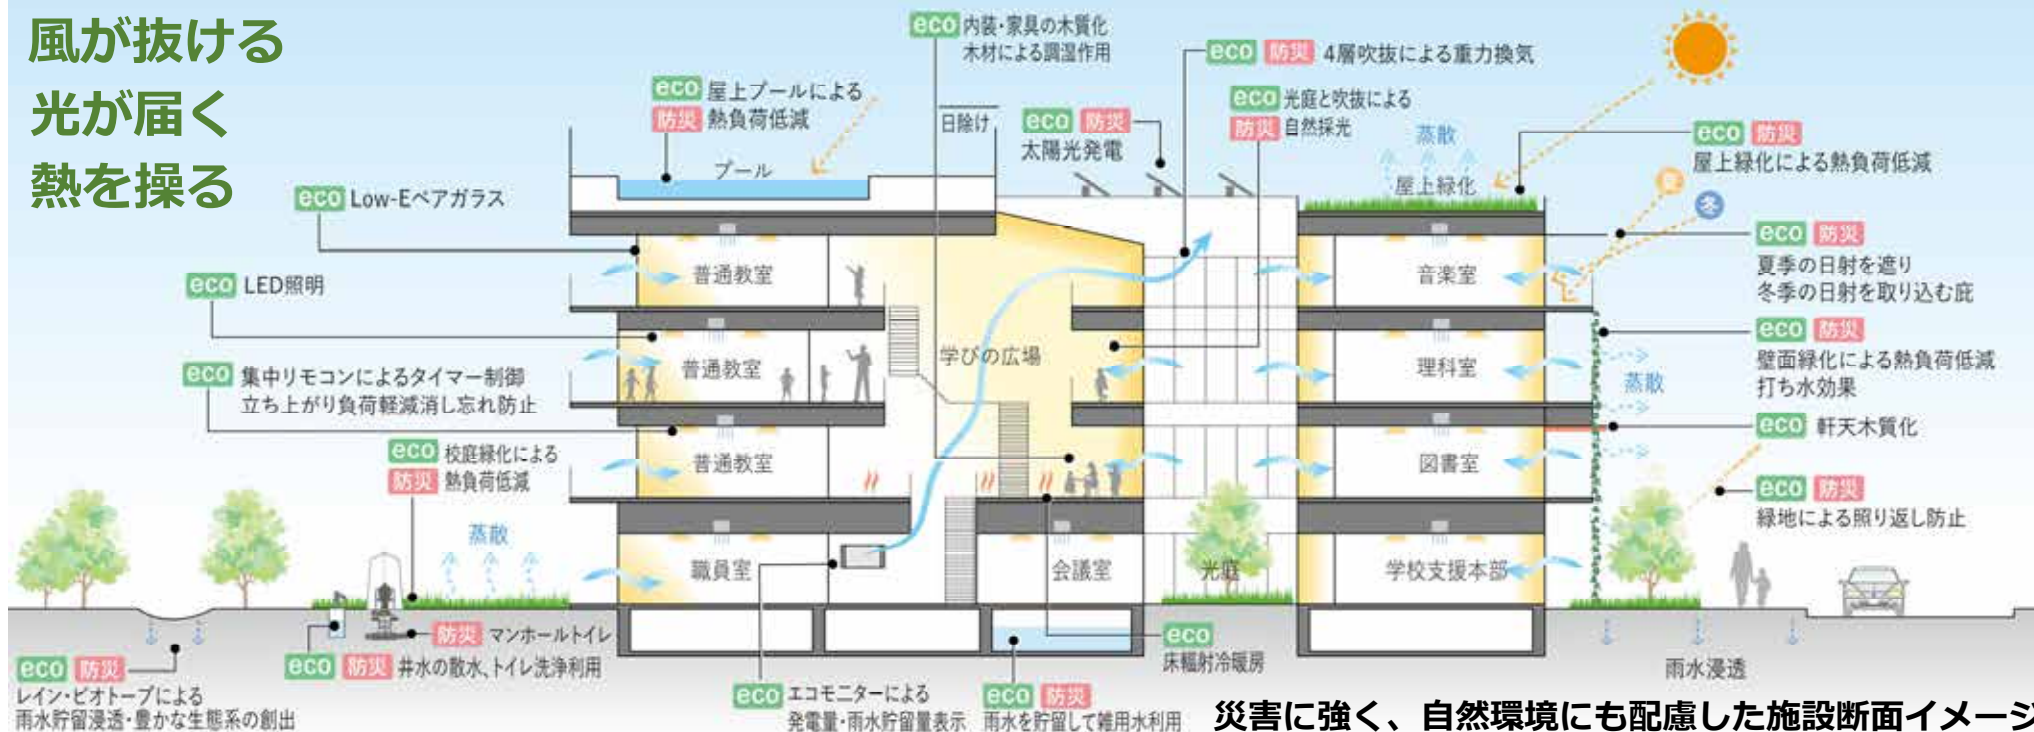 風が抜ける
光が届く
熱を操る
eco 内装・家具の木質化
木材による調湿作用
eco 防災 4層吹抜による重力換気
eco 屋上プールによる
防災 熱負荷低減
日除け
eco 防災
太陽光発電
eco 光庭と吹抜による
防災 自然採光
蒸散
eco 防災
屋上緑化による熱負荷低減
プール
屋上緑化
夏
冬
eco Low-Eペアガラス
eco 防災
夏季の日射を遮り
冬季の日射を取り込む庇
普通教室
音楽室
eco LED照明
eco 防災
壁面緑化による熱負荷低減
打ち水効果
学びの広場
普通教室
理科室
蒸散
eco 集中リモコンによるタイマー制御
立ち上がり負荷軽減消し忘れ防止
eco 軒天木質化
eco 校庭緑化による
防災 熱負荷低減
普通教室
図書室
eco 防災
緑地による照り返し防止
蒸散
職員室
会議室
光庭
学校支援本部
防災 マンホールトイレ
eco 防災 井水の散水、トイレ洗浄利用
eco
床輻射冷暖房
雨水浸透
eco 防災
レイン・ビオトープによる
雨水貯留浸透・豊かな生態系の創出
eco エコモニターによる
発電量・雨水貯留量表示
eco 防災
雨水を貯留して雑用水利用
災害に強く、自然環境にも配慮した施設断面イメージ